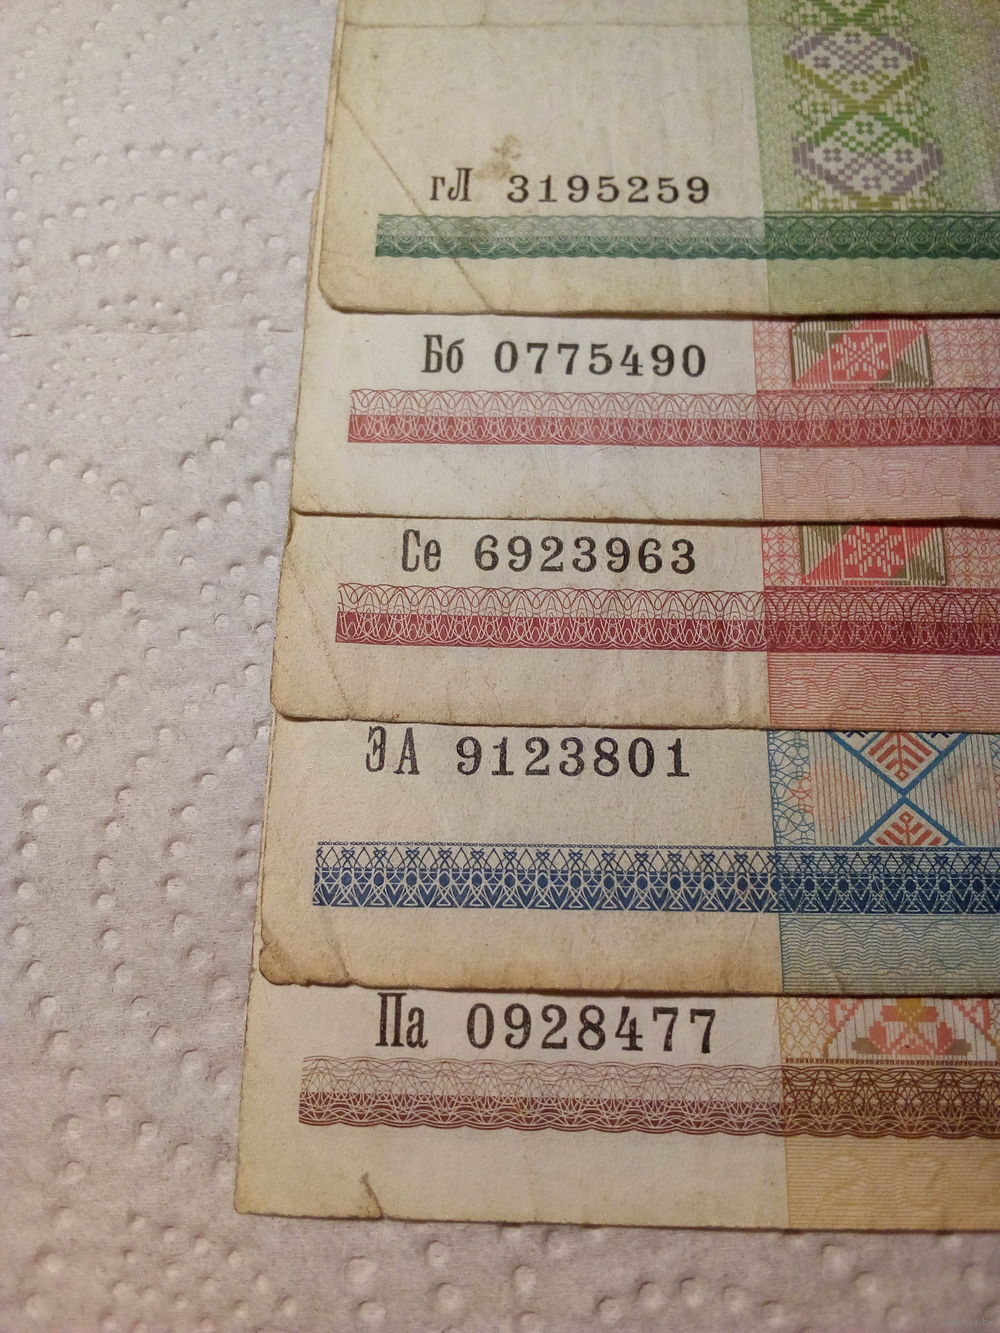 гЛ 3195259
Бб 0775490
Се 6923963
ЭА 9123801
Па 0928477